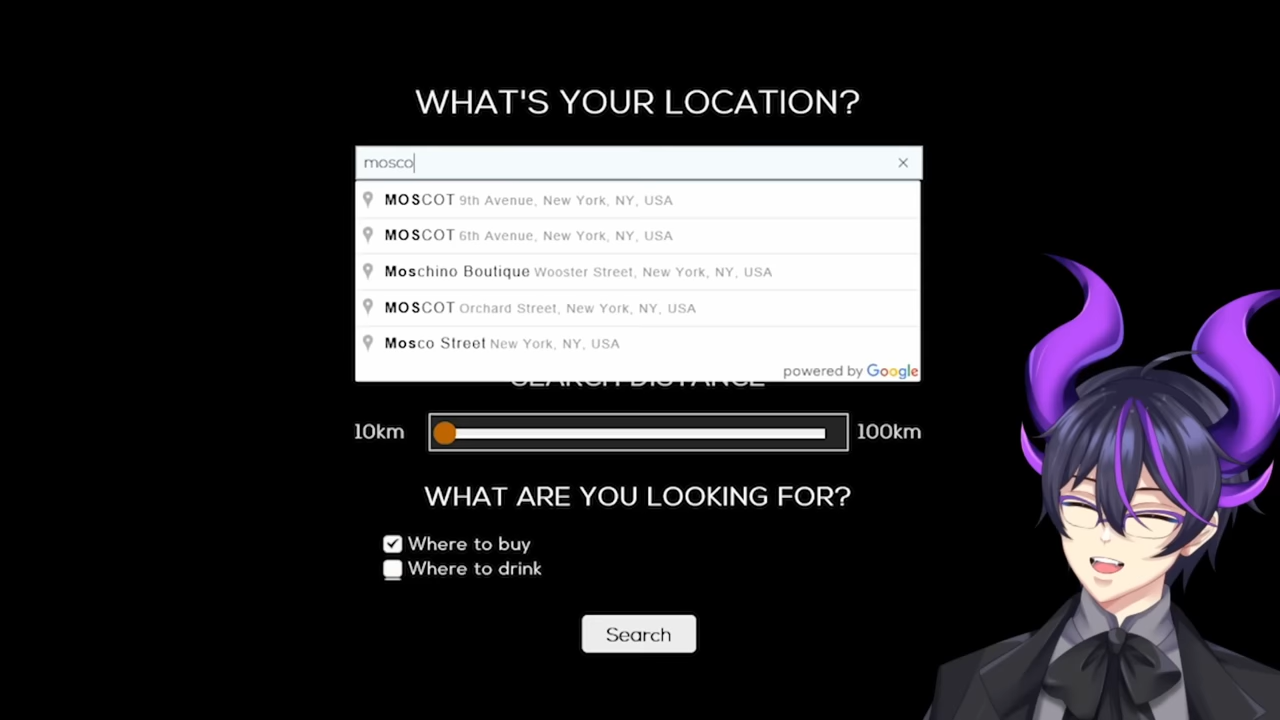 WHAT'S YOUR LOCATION?
mosco
MOSCOT 9th Avenue, New York, NY, USA
MOSCOT 6th Avenue, New York, NY, USA
Moschino Boutique Wooster Street, New York, NY, USA
MOSCOT Orchard Street, New York, NY, USA
Mosco Street New York, NY, USA
powered by Google
SEARCH DISTANCE
10km 100km
WHAT ARE YOU LOOKING FOR?
Where to buy
Where to drink
Search